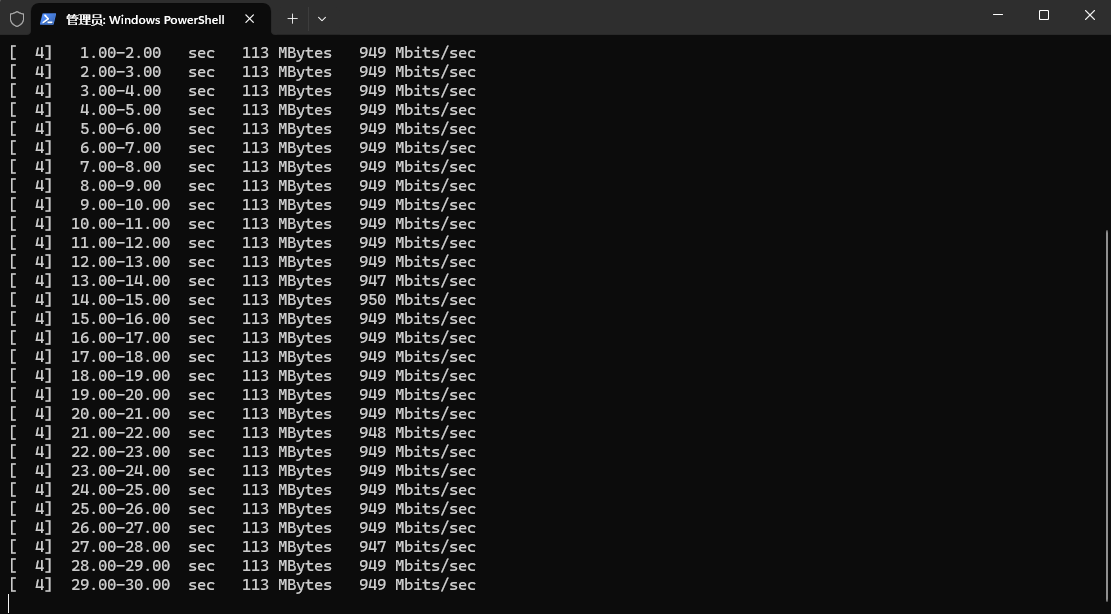 管理员: Windows PowerShell
[  4]   1.00-2.00   sec   113 MBytes   949 Mbits/sec
[  4]   2.00-3.00   sec   113 MBytes   949 Mbits/sec
[  4]   3.00-4.00   sec   113 MBytes   949 Mbits/sec
[  4]   4.00-5.00   sec   113 MBytes   949 Mbits/sec
[  4]   5.00-6.00   sec   113 MBytes   949 Mbits/sec
[  4]   6.00-7.00   sec   113 MBytes   949 Mbits/sec
[  4]   7.00-8.00   sec   113 MBytes   949 Mbits/sec
[  4]   8.00-9.00   sec   113 MBytes   949 Mbits/sec
[  4]   9.00-10.00  sec   113 MBytes   949 Mbits/sec
[  4]  10.00-11.00  sec   113 MBytes   949 Mbits/sec
[  4]  11.00-12.00  sec   113 MBytes   949 Mbits/sec
[  4]  12.00-13.00  sec   113 MBytes   949 Mbits/sec
[  4]  13.00-14.00  sec   113 MBytes   947 Mbits/sec
[  4]  14.00-15.00  sec   113 MBytes   950 Mbits/sec
[  4]  15.00-16.00  sec   113 MBytes   949 Mbits/sec
[  4]  16.00-17.00  sec   113 MBytes   949 Mbits/sec
[  4]  17.00-18.00  sec   113 MBytes   949 Mbits/sec
[  4]  18.00-19.00  sec   113 MBytes   949 Mbits/sec
[  4]  19.00-20.00  sec   113 MBytes   949 Mbits/sec
[  4]  20.00-21.00  sec   113 MBytes   949 Mbits/sec
[  4]  21.00-22.00  sec   113 MBytes   948 Mbits/sec
[  4]  22.00-23.00  sec   113 MBytes   949 Mbits/sec
[  4]  23.00-24.00  sec   113 MBytes   949 Mbits/sec
[  4]  24.00-25.00  sec   113 MBytes   949 Mbits/sec
[  4]  25.00-26.00  sec   113 MBytes   949 Mbits/sec
[  4]  26.00-27.00  sec   113 MBytes   949 Mbits/sec
[  4]  27.00-28.00  sec   113 MBytes   947 Mbits/sec
[  4]  28.00-29.00  sec   113 MBytes   949 Mbits/sec
[  4]  29.00-30.00  sec   113 MBytes   949 Mbits/sec